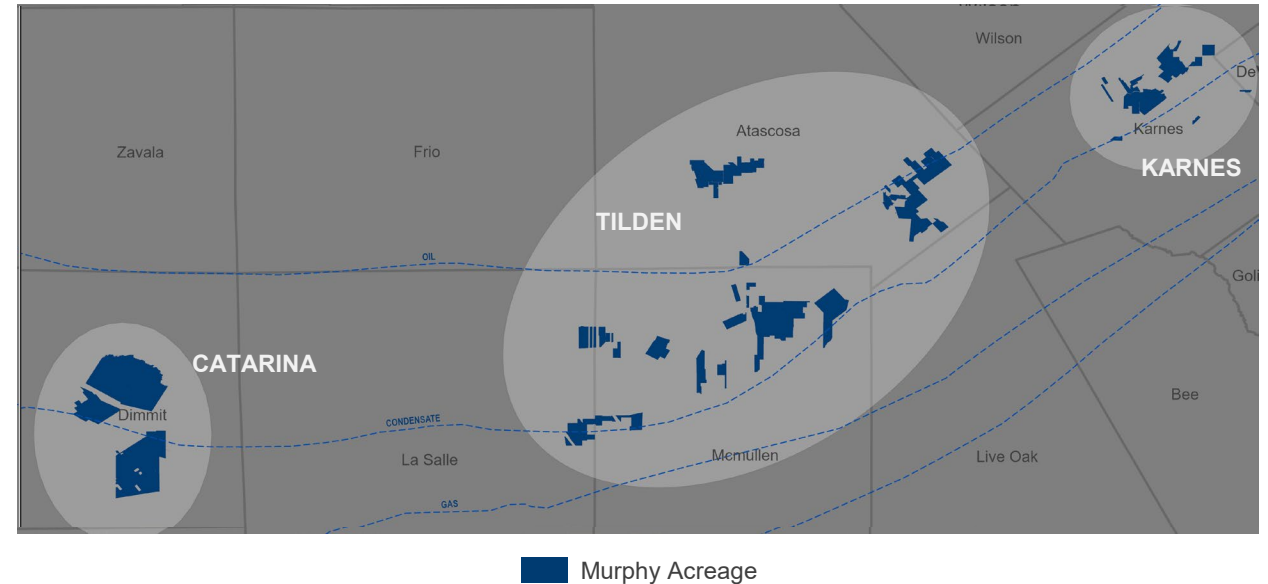 Wilson
De
Karnes
KARNES
Atascosa
Zavala
Frio
TILDEN
OIL
Goli
CATARINA
Dimmit
CONDENSATE
Bee
La Salle
Mcmullen
Live Oak
GAS
Murphy Acreage